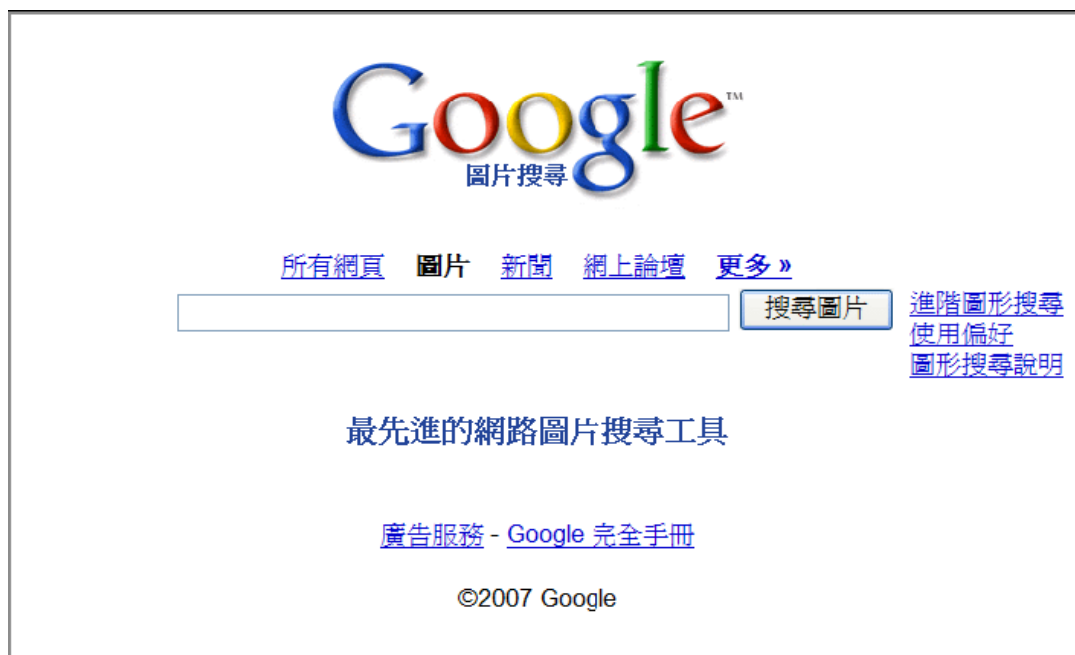 Google™
圖片搜尋
所有網頁 圖片 新聞 網上論壇 更多 »
搜尋圖片
進階圖形搜尋
使用偏好
圖形搜尋說明
最先進的網路圖片搜尋工具
廣告服務 - Google 完全手冊
©2007 Google